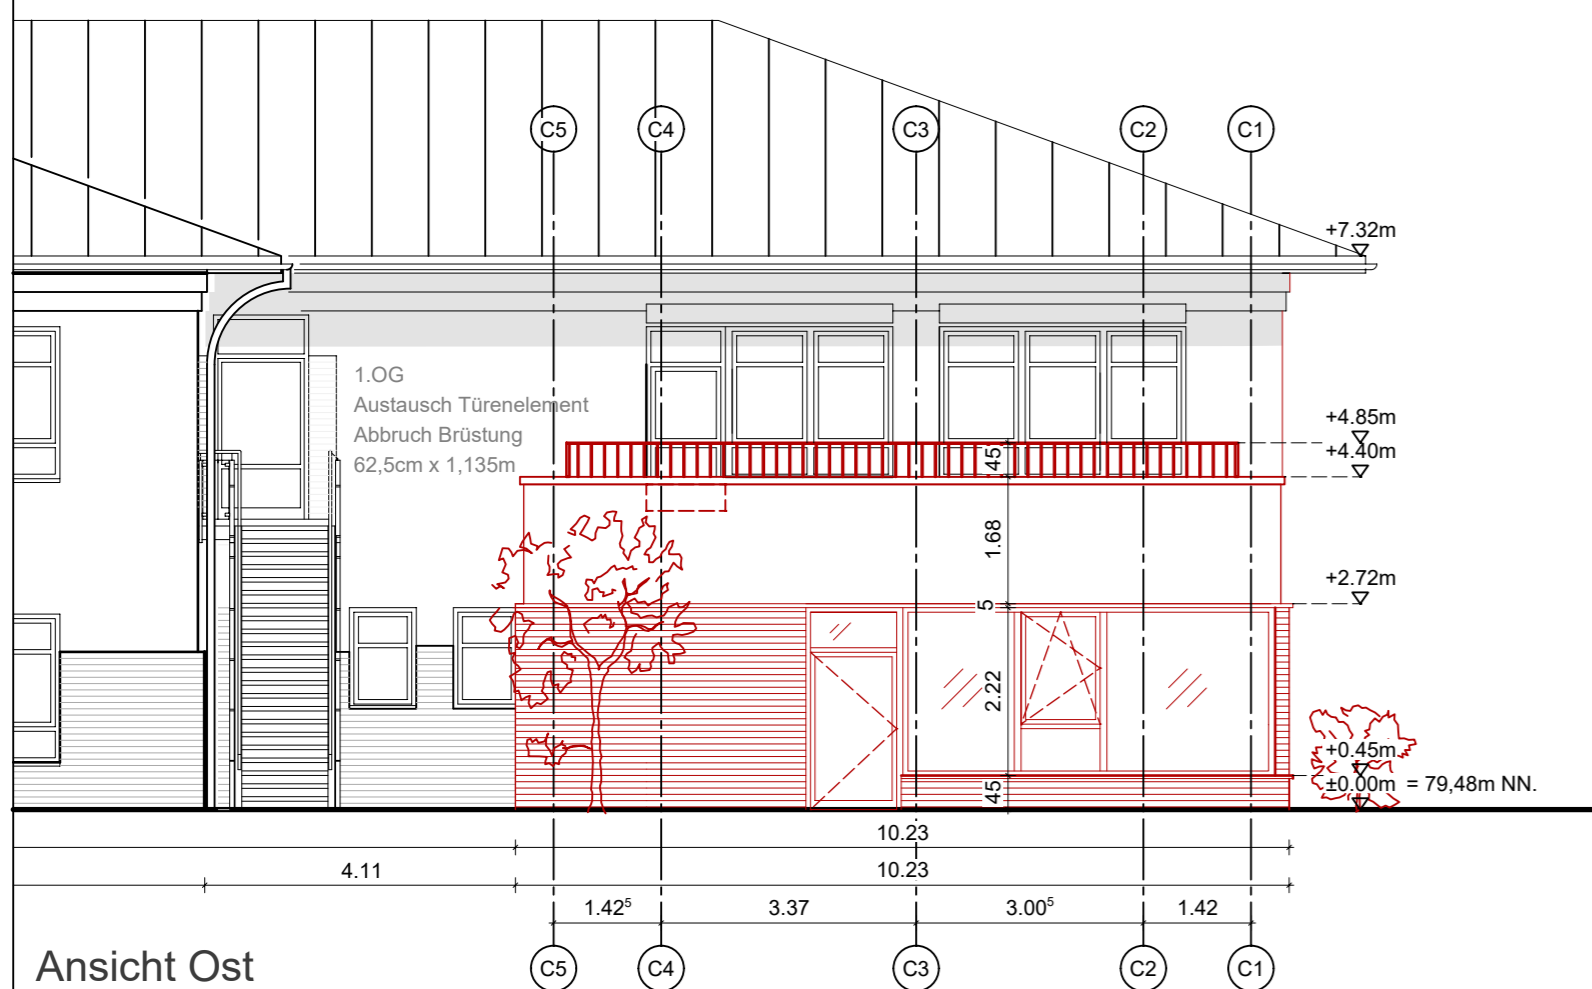 C5 C4 C3 C2 C1
+7.32m
1.OG
Austausch Türenelement
Abbruch Brüstung
62,5cm x 1,135m
+4.85m
+4.40m
45
1.68
+2.72m
5
2.22
+0.45m
±0.00m = 79,48m NN.
45
10.23
4.11 10.23
1.42⁵ 3.37 3.00⁵ 1.42
Ansicht Ost
C5 C4 C3 C2 C1